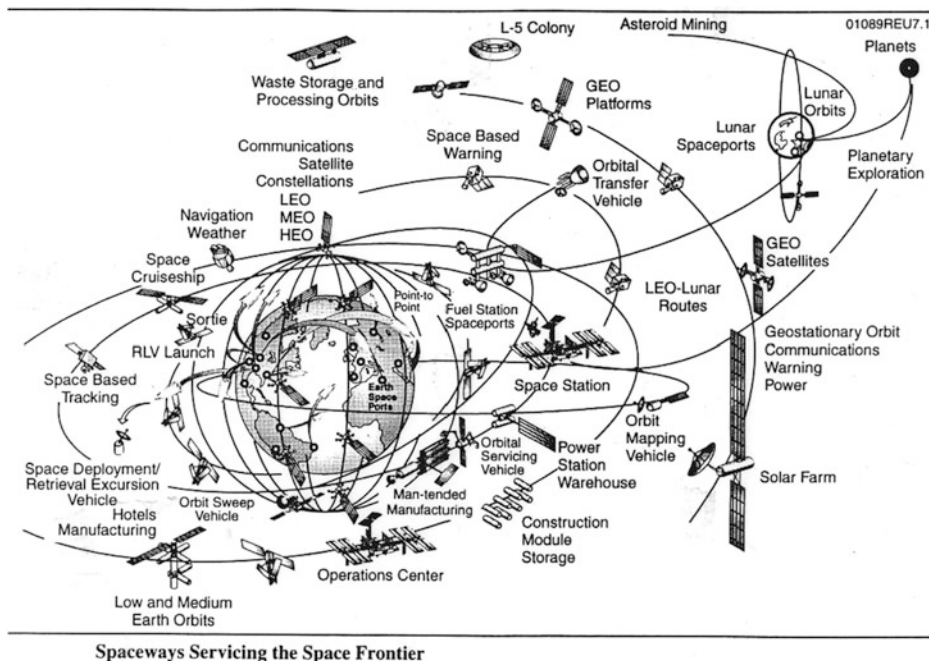 L-5 Colony
Asteroid Mining
01089REU7.1
Planets
Waste Storage and
Processing Orbits
GEO
Platforms
Lunar
Orbits
Lunar
Spaceports
Space Based
Warning
Communications
Satellite
Constellations
LEO
MEO
HEO
Orbital
Transfer
Vehicle
Planetary
Exploration
Navigation
Weather
Space
Cruiseship
GEO
Satellites
Point-to
Point
Fuel Station
Spaceports
LEO-Lunar
Routes
Sortie
RLV Launch
Geostationary Orbit
Communications
Warning
Power
Space Based
Tracking
Earth
Space
Ports
Space Station
Orbit
Mapping
Vehicle
Orbital
Servicing
Vehicle
Power
Station
Warehouse
Solar Farm
Space Deployment/
Retrieval Excursion
Vehicle
Hotels
Manufacturing
Orbit Sweep
Vehicle
Man-tended
Manufacturing
Construction
Module
Storage
Operations Center
Low and Medium
Earth Orbits
Spaceways Servicing the Space Frontier